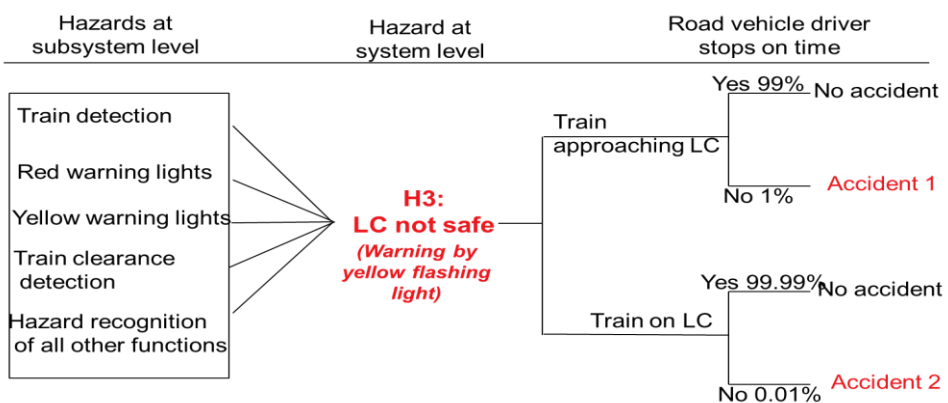 Hazards at
subsystem level
Hazard at
system level
Road vehicle driver
stops on time
Train detection
Red warning lights
Yellow warning lights
Train clearance
detection
Hazard recognition
of all other functions
H3:
LC not safe
(Warning by
yellow flashing
light)
Train
approaching LC
Yes 99%
No accident
No 1%
Accident 1
Train on LC
Yes 99.99%
No accident
No 0.01%
Accident 2